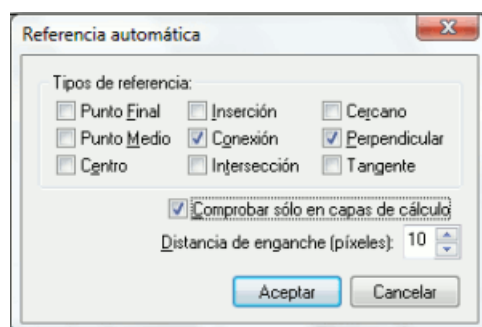 Referencia automática
Tipos de referencia:
Punto Final Inserción Cercano
Punto Medio Conexión Perpendicular
Centro Intersección Tangente
Comprobar sólo en capas de cálculo
Distancia de enganche (píxeles): 10
Aceptar Cancelar